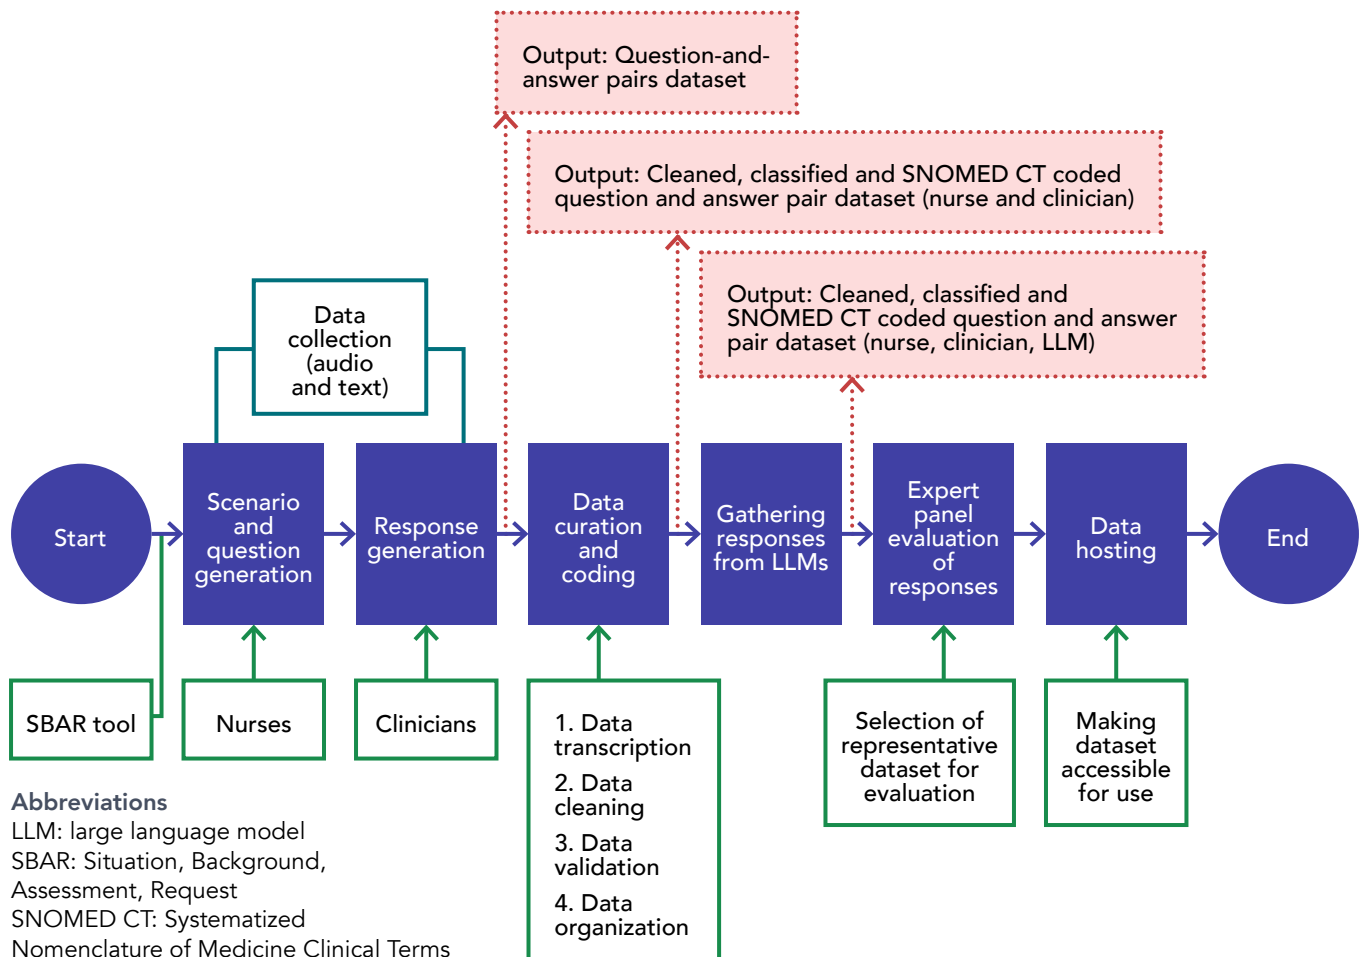 Output: Question-and-
answer pairs dataset
Output: Cleaned, classified and SNOMED CT coded
question and answer pair dataset (nurse and clinician)
Output: Cleaned, classified and
SNOMED CT coded question and answer
pair dataset (nurse, clinician, LLM)
Data
collection
(audio
and text)
Start
Scenario
and
question
generation
Response
generation
Data
curation
and
coding
Gathering
responses
from LLMs
Expert
panel
evaluation
of
responses
Data
hosting
End
SBAR tool
Nurses
Clinicians
1. Data
transcription
2. Data
cleaning
3. Data
validation
4. Data
organization
Selection of
representative
dataset for
evaluation
Making
dataset
accessible
for use
Abbreviations
LLM: large language model
SBAR: Situation, Background,
Assessment, Request
SNOMED CT: Systematized
Nomenclature of Medicine Clinical Terms